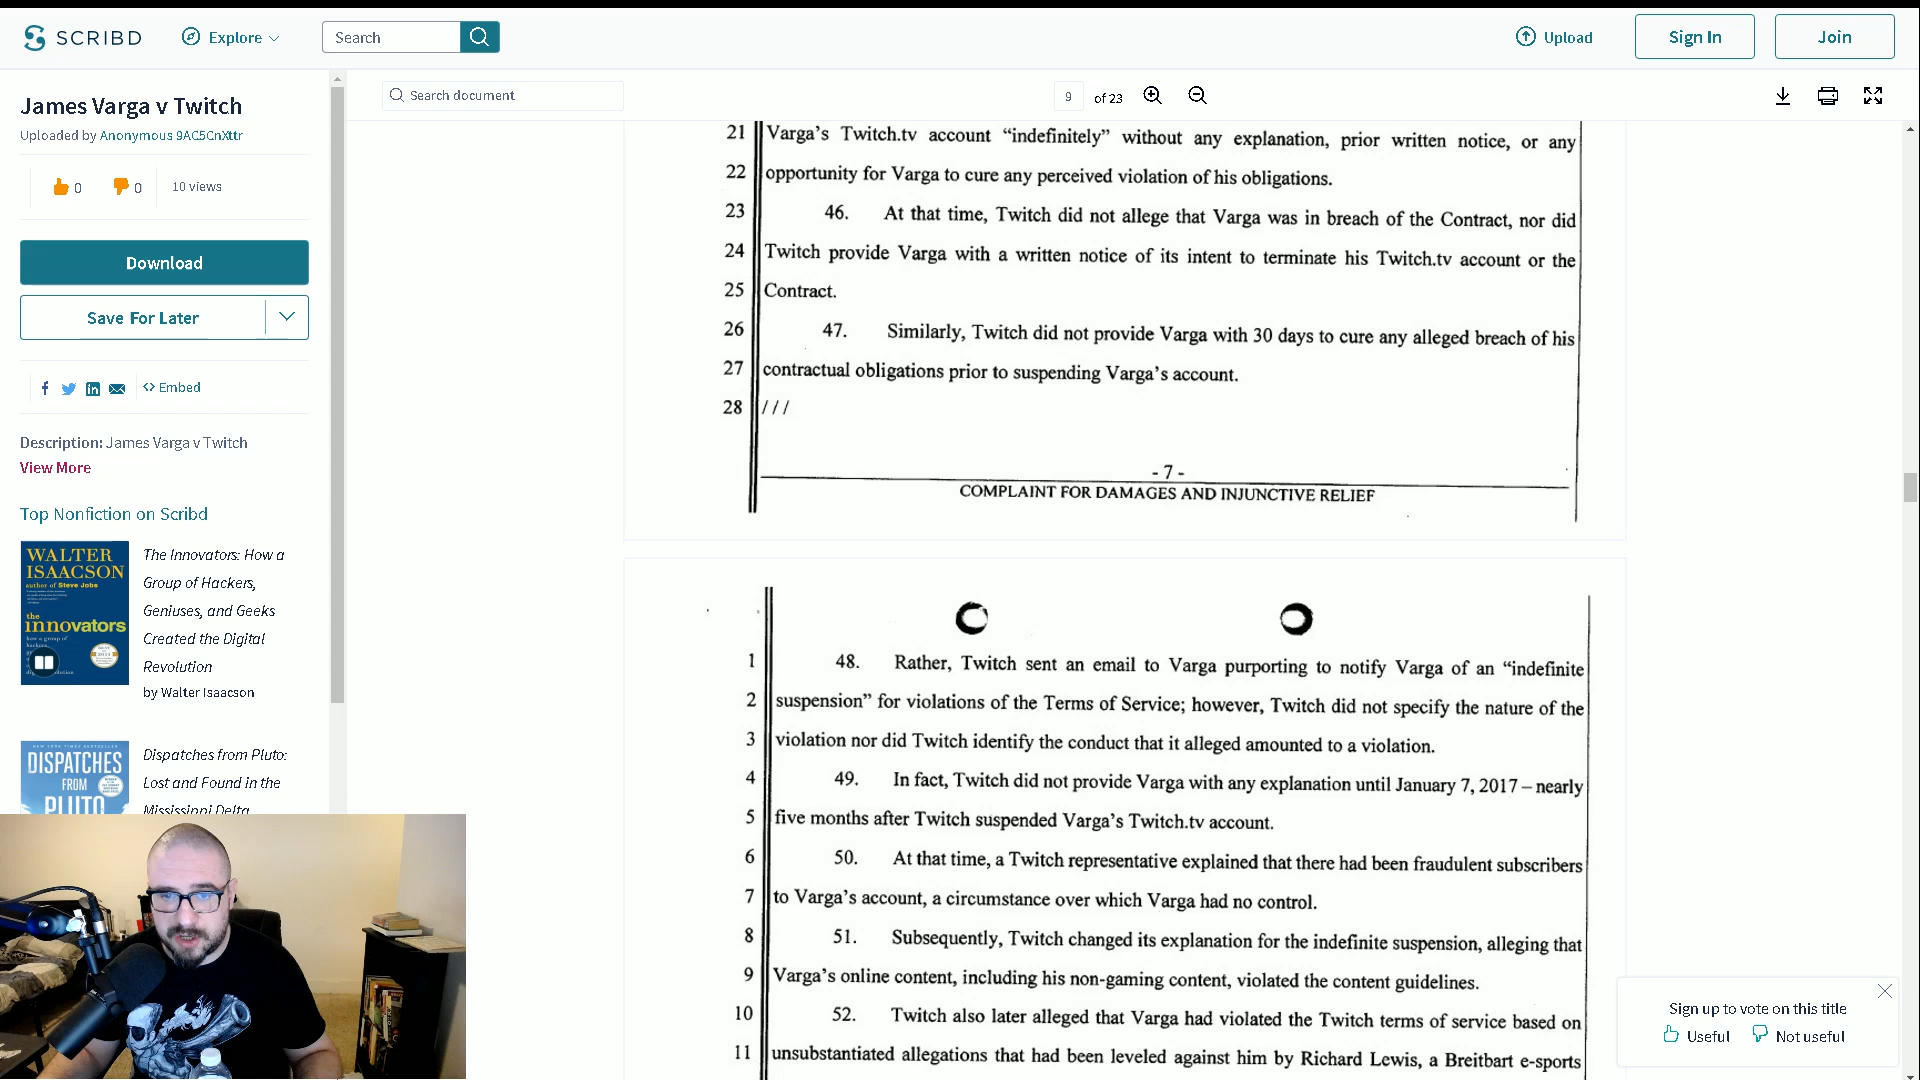 SCRIBD
Explore
Search
Upload
Sign In
Join
James Varga v Twitch
Uploaded by Anonymous 9AC5CnXttr
0
0
10 views
Download
Save For Later
Embed
Description: James Varga v Twitch
View More
Top Nonfiction on Scribd
WALTER
ISAACSON
author of Steve Jobs
the
innovators
The Innovators: How a
Group of Hackers,
Geniuses, and Geeks
Created the Digital
Revolution
by Walter Isaacson
DISPATCHES
FROM
PLUTO
Dispatches from Pluto:
Lost and Found in the
Mississippi Delta
Search document
9 of 23
21 Varga's Twitch.tv account "indefinitely" without any explanation, prior written notice, or any
22 opportunity for Varga to cure any perceived violation of his obligations.
23 46. At that time, Twitch did not allege that Varga was in breach of the Contract, nor did
24 Twitch provide Varga with a written notice of its intent to terminate his Twitch.tv account or the
25 Contract.
26 47. Similarly, Twitch did not provide Varga with 30 days to cure any alleged breach of his
27 contractual obligations prior to suspending Varga's account.
28 ///
- 7 -
COMPLAINT FOR DAMAGES AND INJUNCTIVE RELIEF
1 48. Rather, Twitch sent an email to Varga purporting to notify Varga of an "indefinite
2 suspension" for violations of the Terms of Service; however, Twitch did not specify the nature of the
3 violation nor did Twitch identify the conduct that it alleged amounted to a violation.
4 49. In fact, Twitch did not provide Varga with any explanation until January 7, 2017 – nearly
5 five months after Twitch suspended Varga's Twitch.tv account.
6 50. At that time, a Twitch representative explained that there had been fraudulent subscribers
7 to Varga's account, a circumstance over which Varga had no control.
8 51. Subsequently, Twitch changed its explanation for the indefinite suspension, alleging that
9 Varga's online content, including his non-gaming content, violated the content guidelines.
10 52. Twitch also later alleged that Varga had violated the Twitch terms of service based on
11 unsubstantiated allegations that had been leveled against him by Richard Lewis, a Breitbart e-sports
Sign up to vote on this title
Useful
Not useful